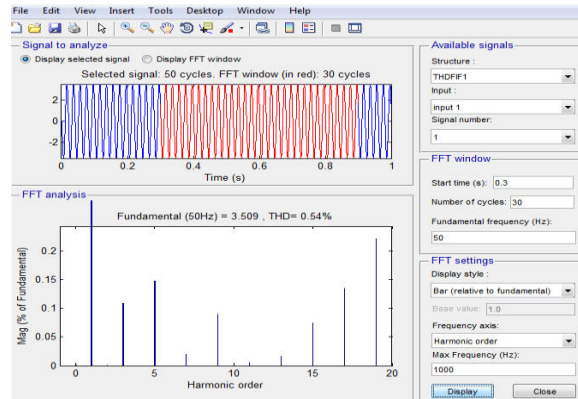 File Edit View Insert Tools Desktop Window Help
Signal to analyze
Display selected signal Display FFT window
Selected signal: 50 cycles. FFT window (in red): 30 cycles
2
0
-2
0 0.2 0.4 0.6 0.8 1
Time (s)
FFT analysis
Fundamental (50Hz) = 3.509 , THD= 0.54%
0.2
0.15
0.1
0.05
0
Mag (% of Fundamental)
0 5 10 15 20
Harmonic order
Available signals
Structure :
THDFIF1
Input :
input 1
Signal number:
1
FFT window
Start time (s): 0.3
Number of cycles: 30
Fundamental frequency (Hz):
50
FFT settings
Display style :
Bar (relative to fundamental)
Base value: 1.0
Frequency axis:
Harmonic order
Max Frequency (Hz):
1000
Display Close